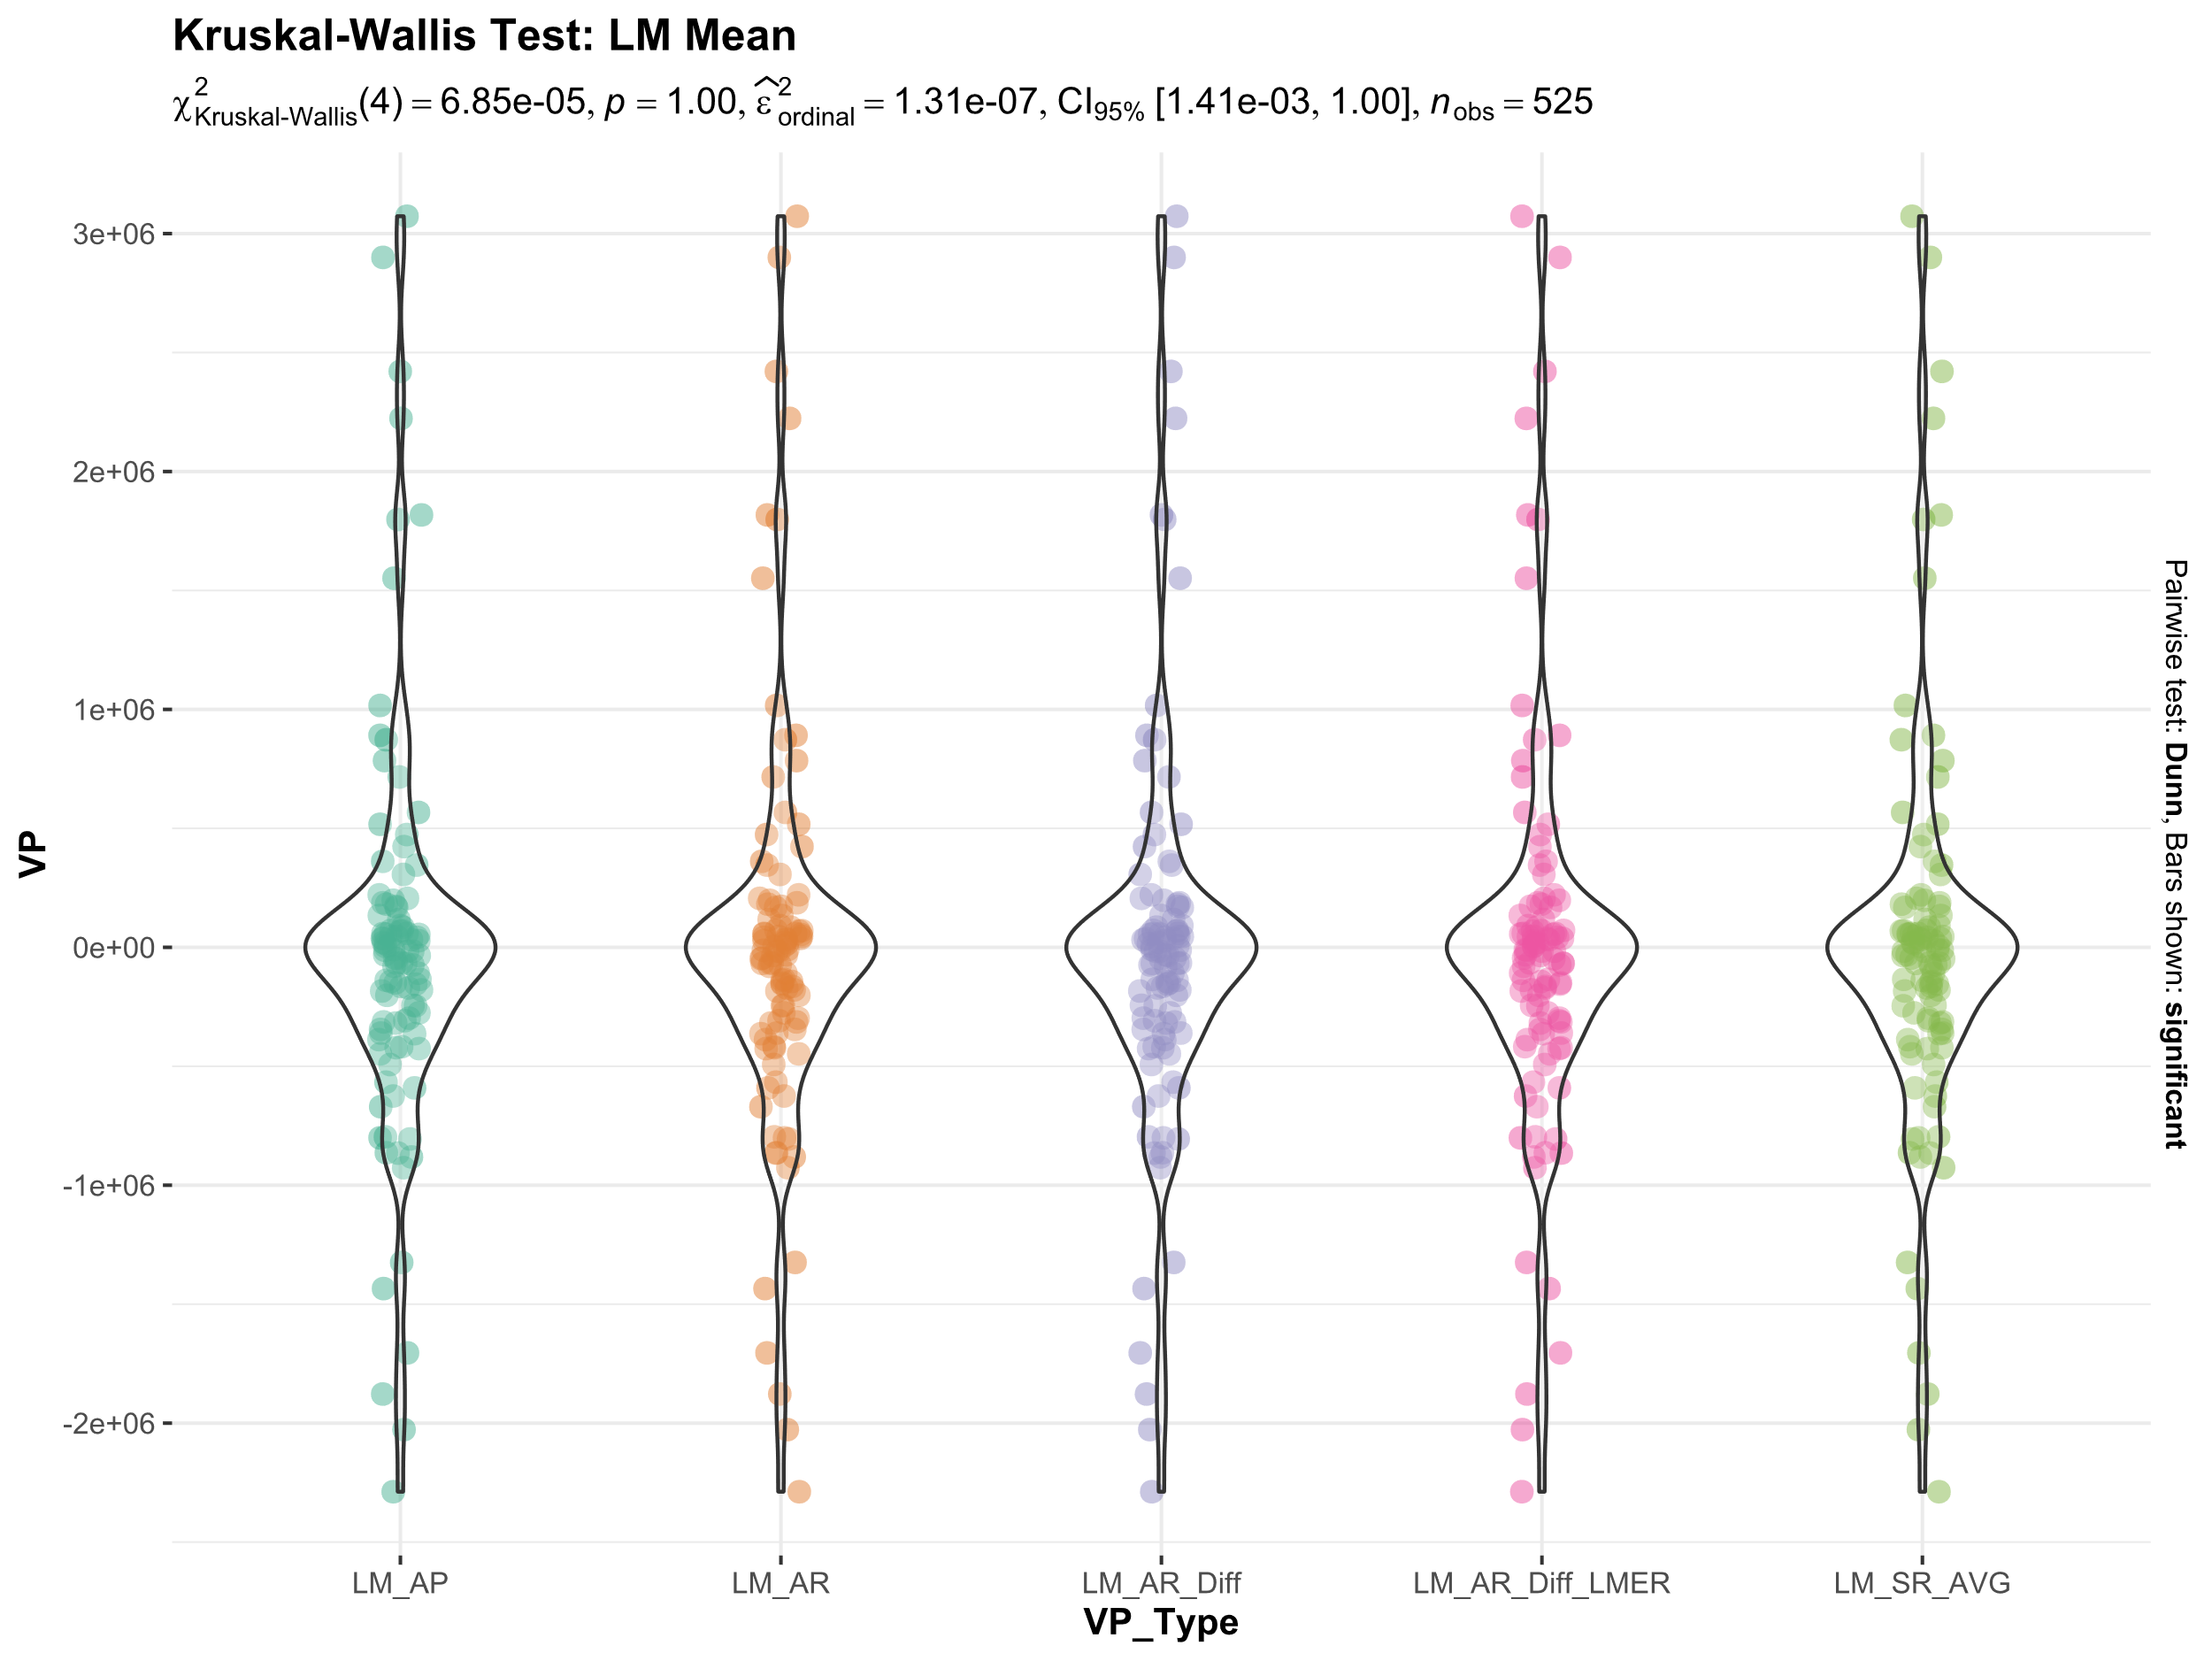 Kruskal-Wallis Test: LM Mean
χ²Kruskal-Wallis(4) = 6.85e-05, p = 1.00, ε̂²ordinal = 1.31e-07, CI95% [1.41e-03, 1.00], nobs = 525
3e+06
2e+06
1e+06
0e+00
-1e+06
-2e+06
VP
LM_AP
LM_AR
LM_AR_Diff
LM_AR_Diff_LMER
LM_SR_AVG
VP_Type
Pairwise test: Dunn, Bars shown: significant